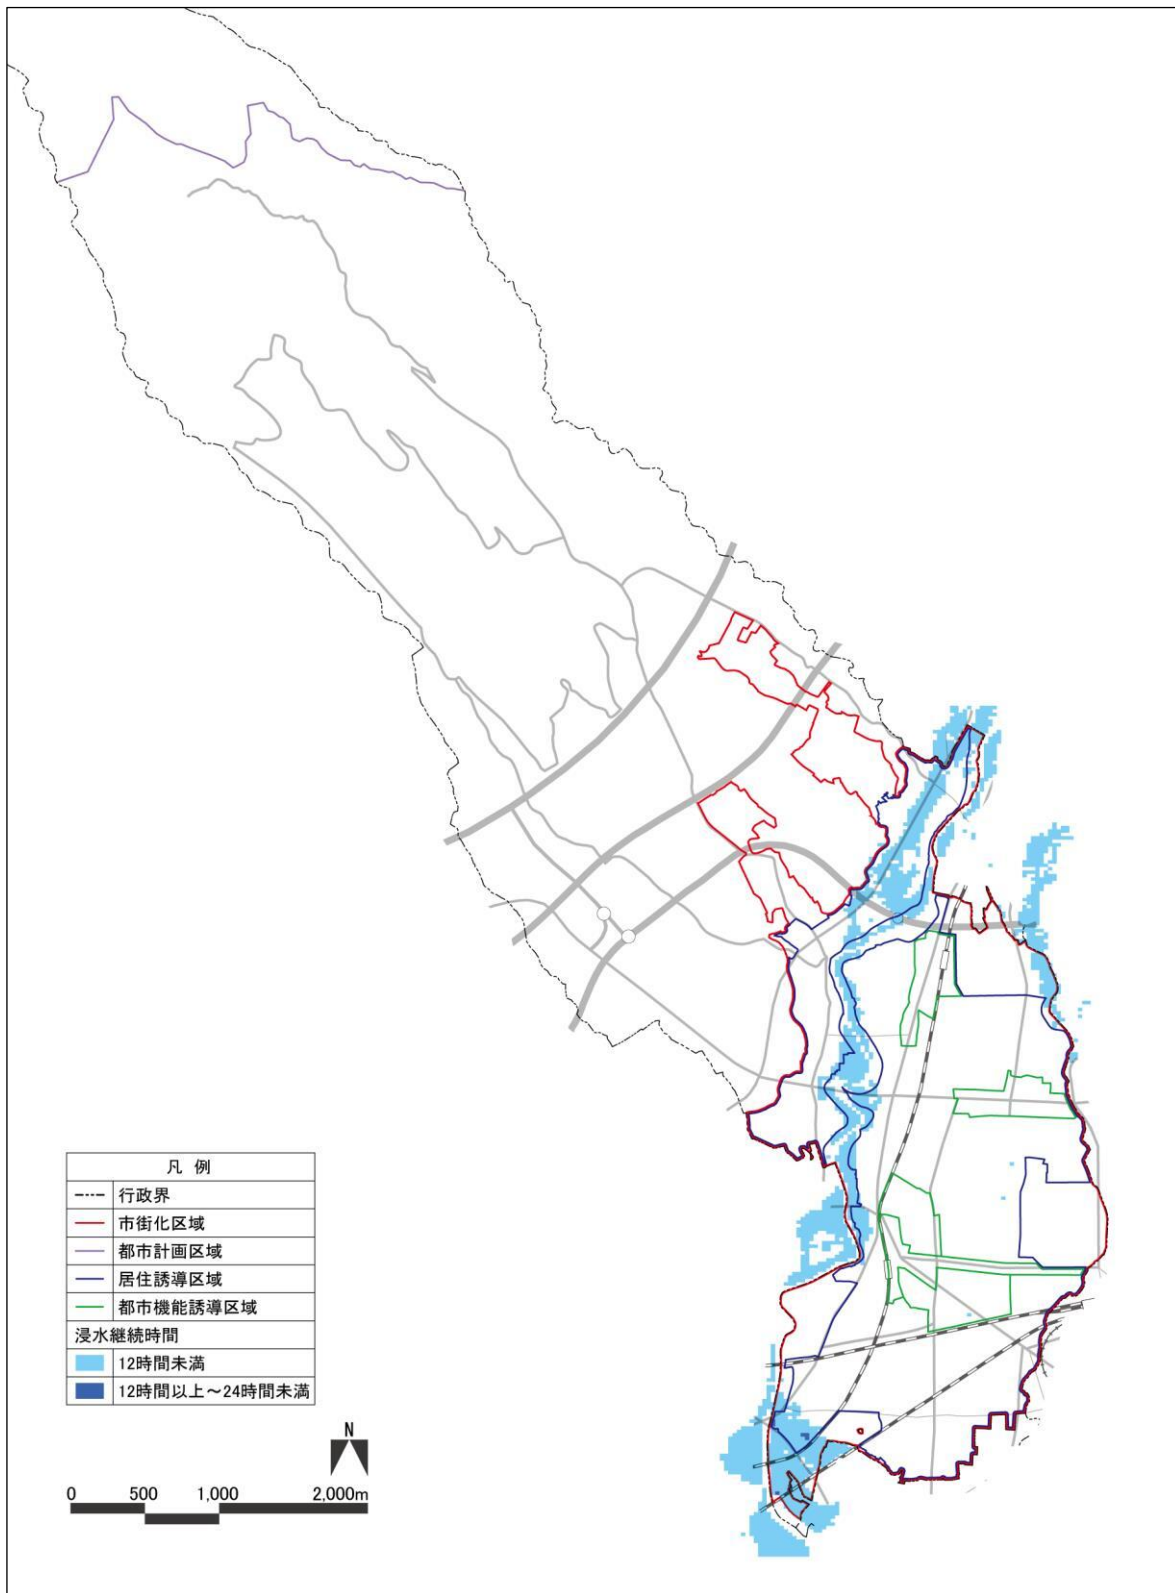 凡 例
行政界
市街化区域
都市計画区域
居住誘導区域
都市機能誘導区域
浸水継続時間
12時間未満
12時間以上～24時間未満
N
0 500 1,000 2,000m